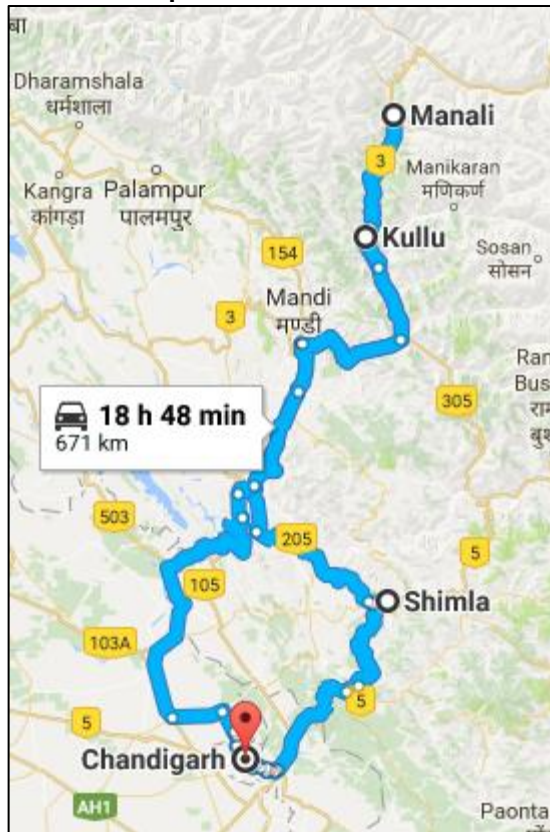 बा
Dharamshala
धर्मशाला
Manali
3
Manikaran
मणिकर्ण
Kangra
कांगड़ा
Palampur
पालमपुर
Kullu
154
Sosan
सोसन
Mandi
मण्डी
3
Ran
Bus
305
18 h 48 min
671 km
503
205
5
105
Shimla
103A
5
5
Chandigarh
AH1
Paonta